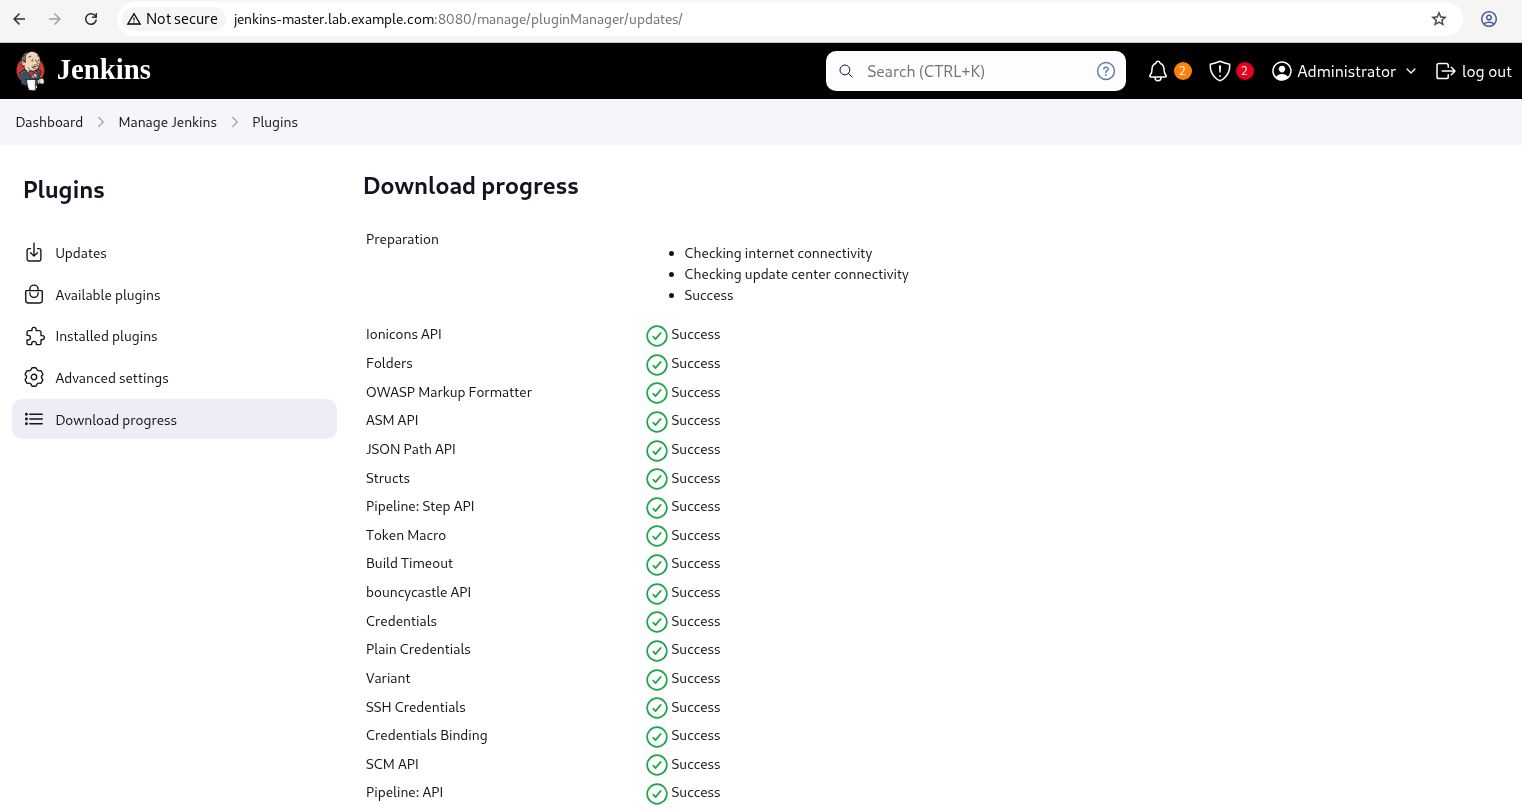 Not secure jenkins-master.lab.example.com:8080/manage/pluginManager/updates/
Jenkins Search (CTRL+K) ? 2 2 Administrator log out
Dashboard Manage Jenkins Plugins
Plugins
Updates
Available plugins
Installed plugins
Advanced settings
Download progress
Download progress
Preparation
Checking internet connectivity
Checking update center connectivity
Success
Ionicons API Success
Folders Success
OWASP Markup Formatter Success
ASM API Success
JSON Path API Success
Structs Success
Pipeline: Step API Success
Token Macro Success
Build Timeout Success
bouncycastle API Success
Credentials Success
Plain Credentials Success
Variant Success
SSH Credentials Success
Credentials Binding Success
SCM API Success
Pipeline: API Success